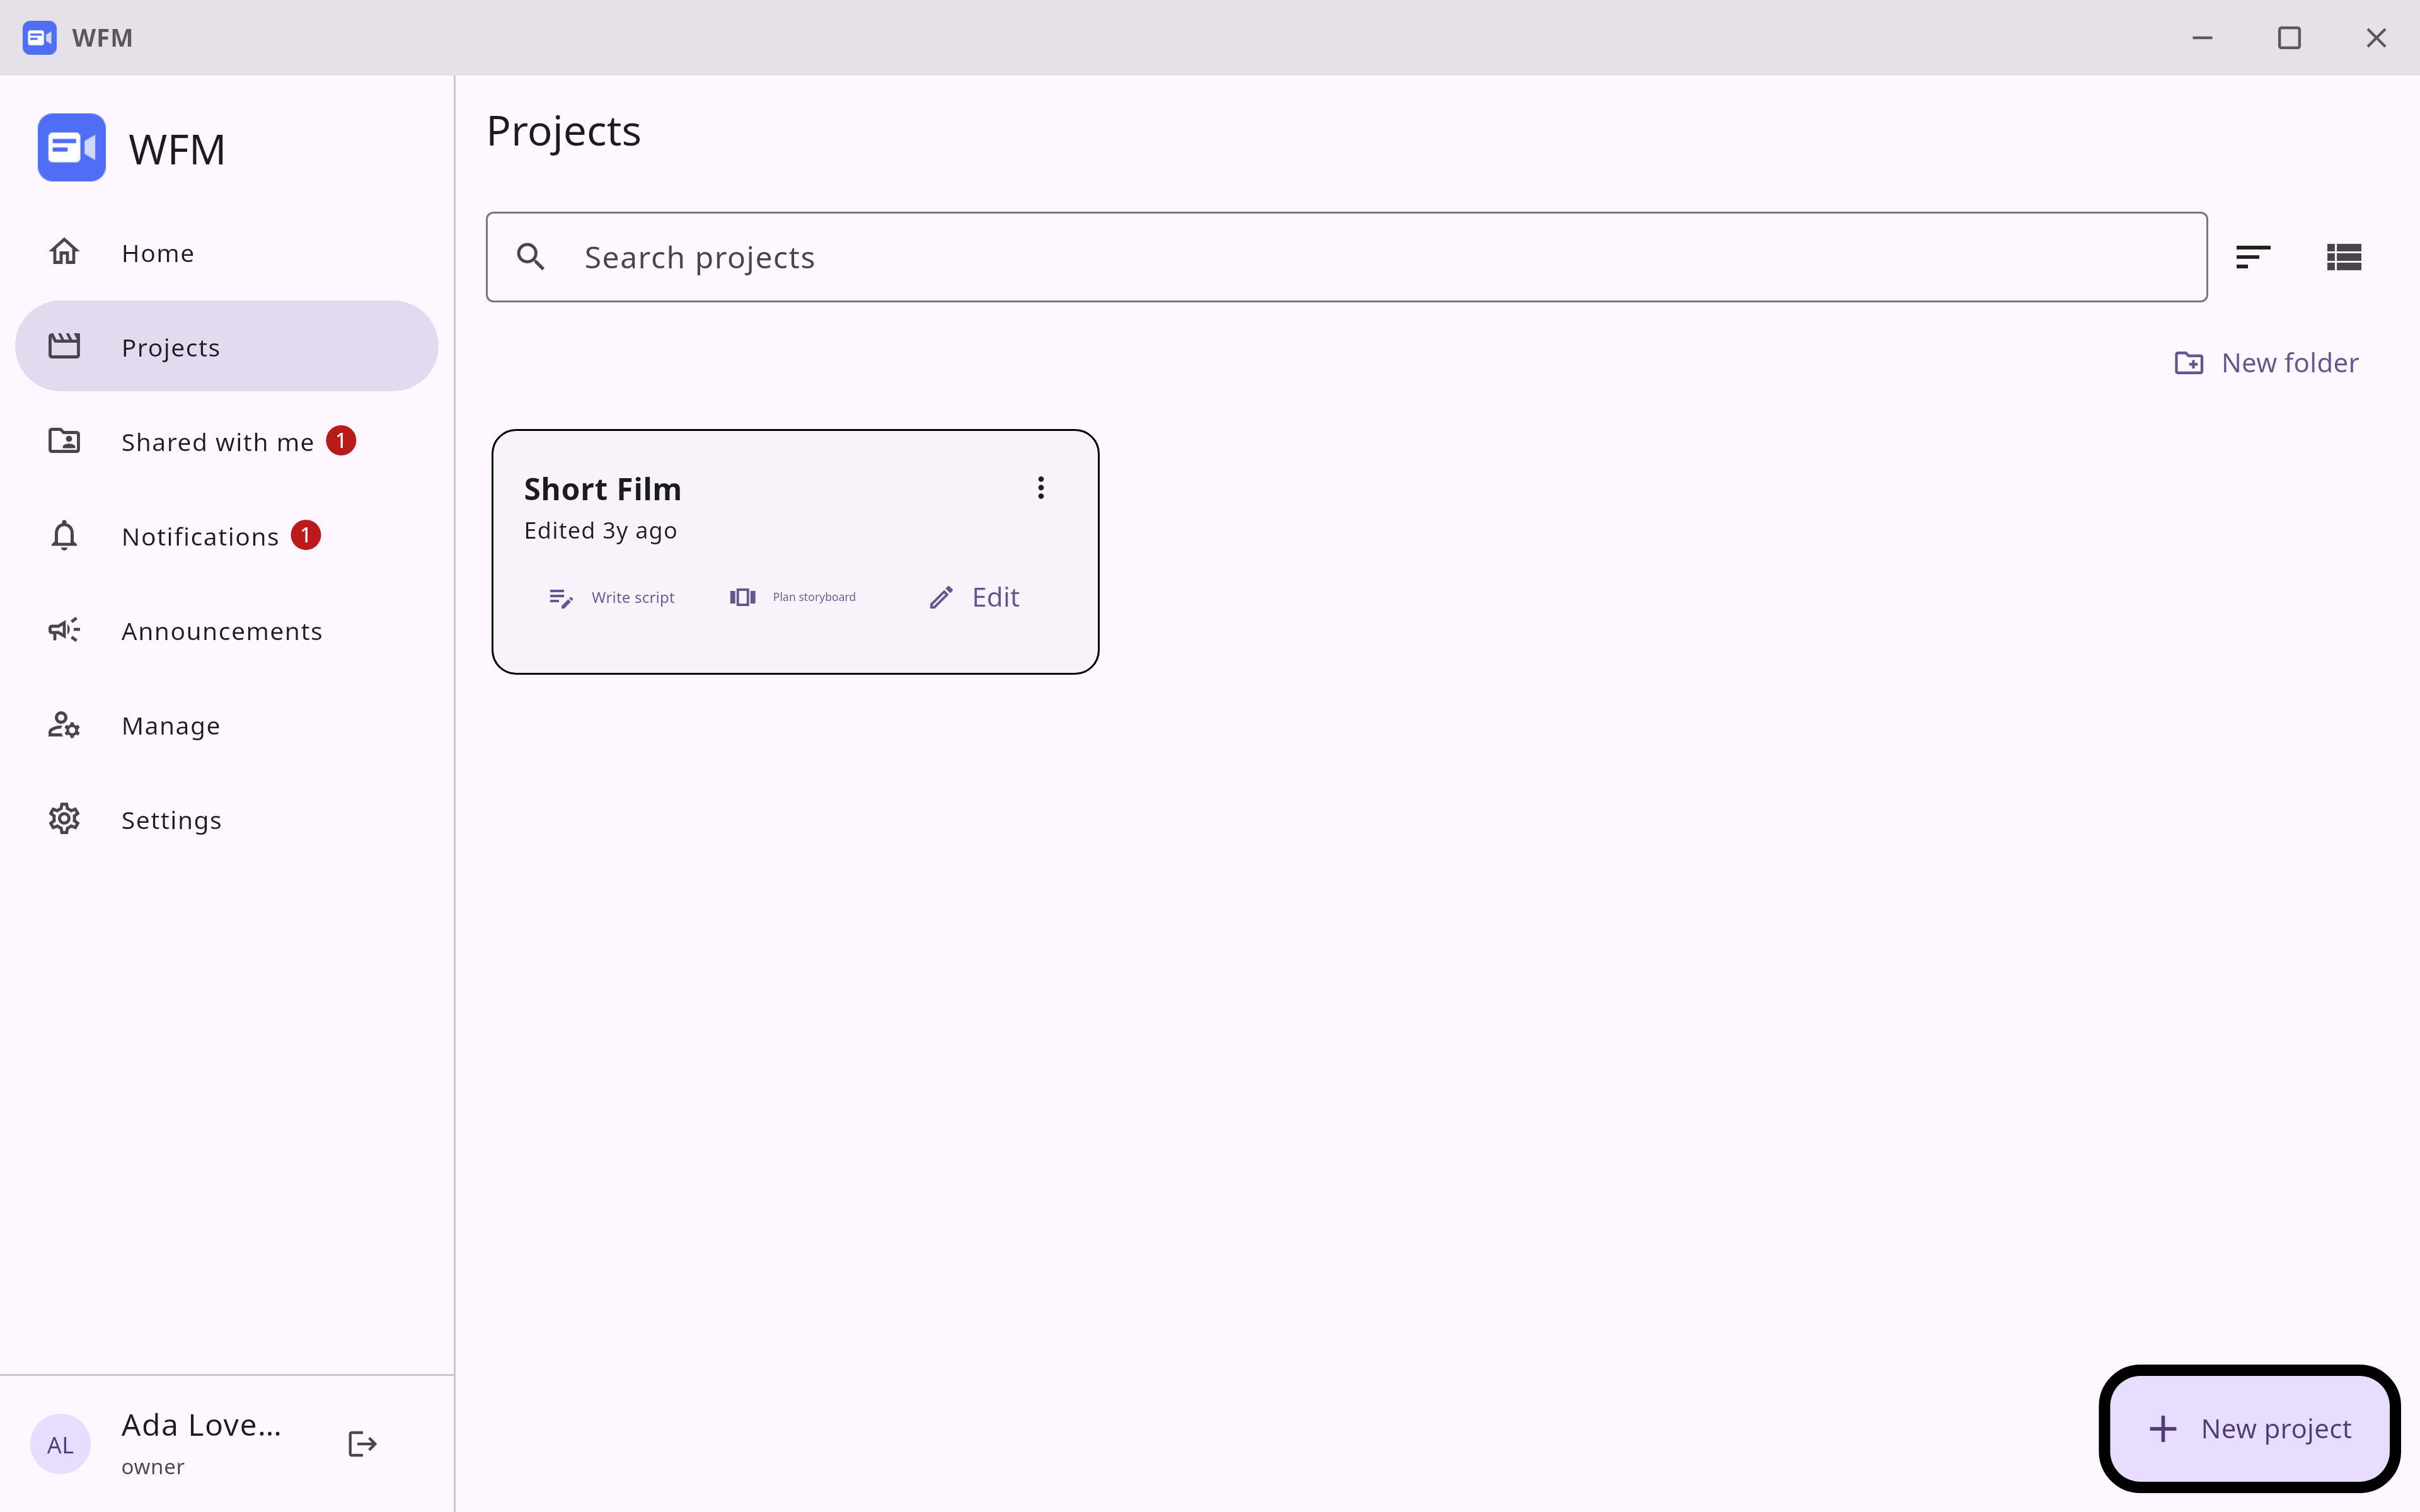 WFM
WFM
Home
Projects
Shared with me 1
Notifications 1
Announcements
Manage
Settings
Ada Love...
owner
AL
Projects
Search projects
New folder
Short Film
Edited 3y ago
Write script
Plan storyboard
Edit
New project